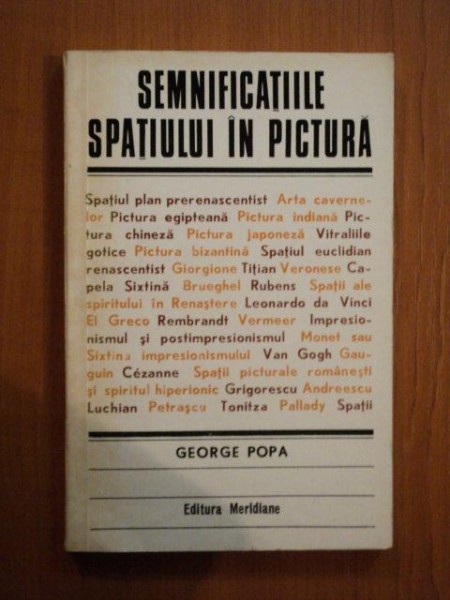 SEMNIFICAȚIILE
SPAȚIULUI ÎN PICTURĂ
Spațiul plan prerenascentist Arta caverne-
lor Pictura egipteană Pictura indiană Pic-
tura chineză Pictura japoneză Vitraliile
gotice Pictura bizantină Spațiul euclidian
renascentist Giorgione Tițian Veronese Ca-
pela Sixtină Brueghel Rubens Spații ale
spiritului în Renaștere Leonardo da Vinci
El Greco Rembrandt Vermeer Impresio-
nismul și postimpresionismul Monet sau
Sixtina impresionismului Van Gogh Gau-
guin Cézanne Spații picturale românești
și spiritul hiperionic Grigorescu Andreescu
Luchian Petrașcu Tonitza Pallady Spații
GEORGE POPA
Editura Meridiane